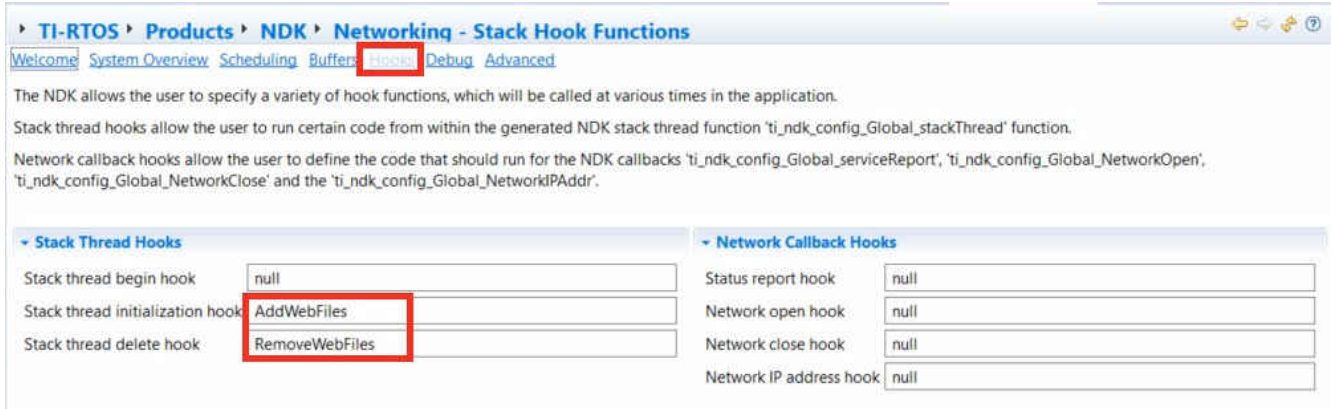 TI-RTOS Products NDK Networking - Stack Hook Functions
Welcome System Overview Scheduling Buffers Hooks Debug Advanced
The NDK allows the user to specify a variety of hook functions, which will be called at various times in the application.
Stack thread hooks allow the user to run certain code from within the generated NDK stack thread function 'ti_ndk_config_Global_stackThread' function.
Network callback hooks allow the user to define the code that should run for the NDK callbacks 'ti_ndk_config_Global_serviceReport', 'ti_ndk_config_Global_NetworkOpen',
'ti_ndk_config_Global_NetworkClose' and the 'ti_ndk_config_Global_NetworkIPAddr'.
Stack Thread Hooks
Stack thread begin hook null
Stack thread initialization hook AddWebFiles
Stack thread delete hook RemoveWebFiles
Network Callback Hooks
Status report hook null
Network open hook null
Network close hook null
Network IP address hook null